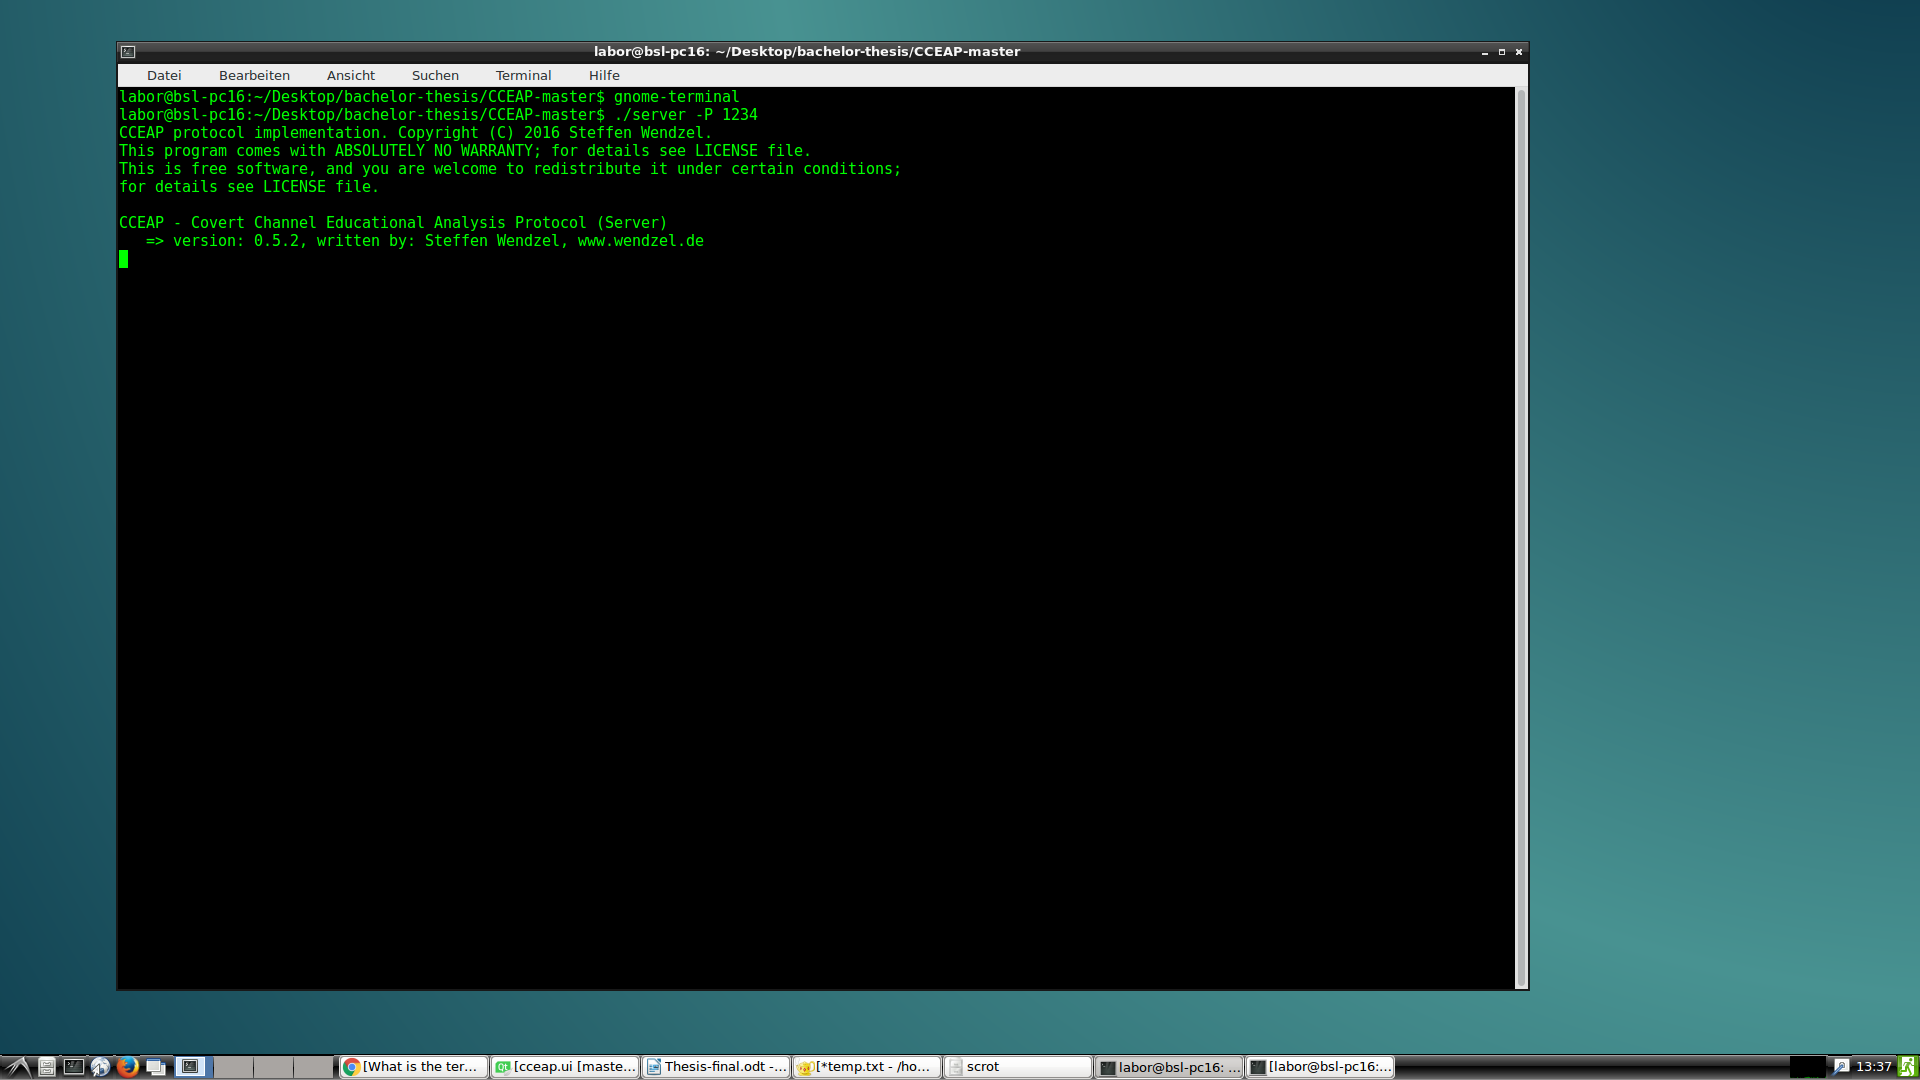 labor@bsl-pc16: ~/Desktop/bachelor-thesis/CCEAP-master
Datei Bearbeiten Ansicht Suchen Terminal Hilfe
labor@bsl-pc16:~/Desktop/bachelor-thesis/CCEAP-master$ gnome-terminal
labor@bsl-pc16:~/Desktop/bachelor-thesis/CCEAP-master$ ./server -P 1234
CCEAP protocol implementation. Copyright (C) 2016 Steffen Wendzel.
This program comes with ABSOLUTELY NO WARRANTY; for details see LICENSE file.
This is free software, and you are welcome to redistribute it under certain conditions;
for details see LICENSE file.
CCEAP - Covert Channel Educational Analysis Protocol (Server)
=> version: 0.5.2, written by: Steffen Wendzel, www.wendzel.de
[What is the ter... [cceap.ui [maste... Thesis-final.odt -... [*temp.txt - /ho... scrot labor@bsl-pc16: ... [labor@bsl-pc16:... 13:37